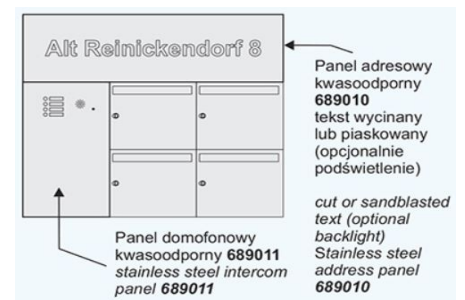 Alt Reinickendorf 8
Panel adresowy
kwasoodporny
689010
tekst wycinany
lub piaskowany
(opcjonalnie
podświetlenie)
cut or sandblasted
text (optional
backlight)
Stainless steel
address panel
689010
Panel domofonowy
kwasoodporny 689011
stainless steel intercom
panel 689011